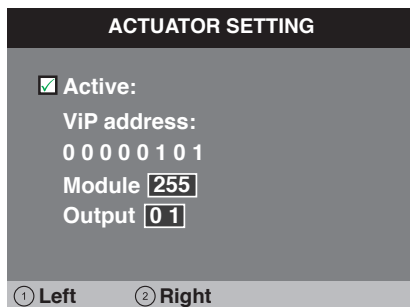 ACTUATOR SETTING
Active:
ViP address:
0 0 0 0 0 1 0 1
Module 255
Output 0 1
1 Left 2 Right